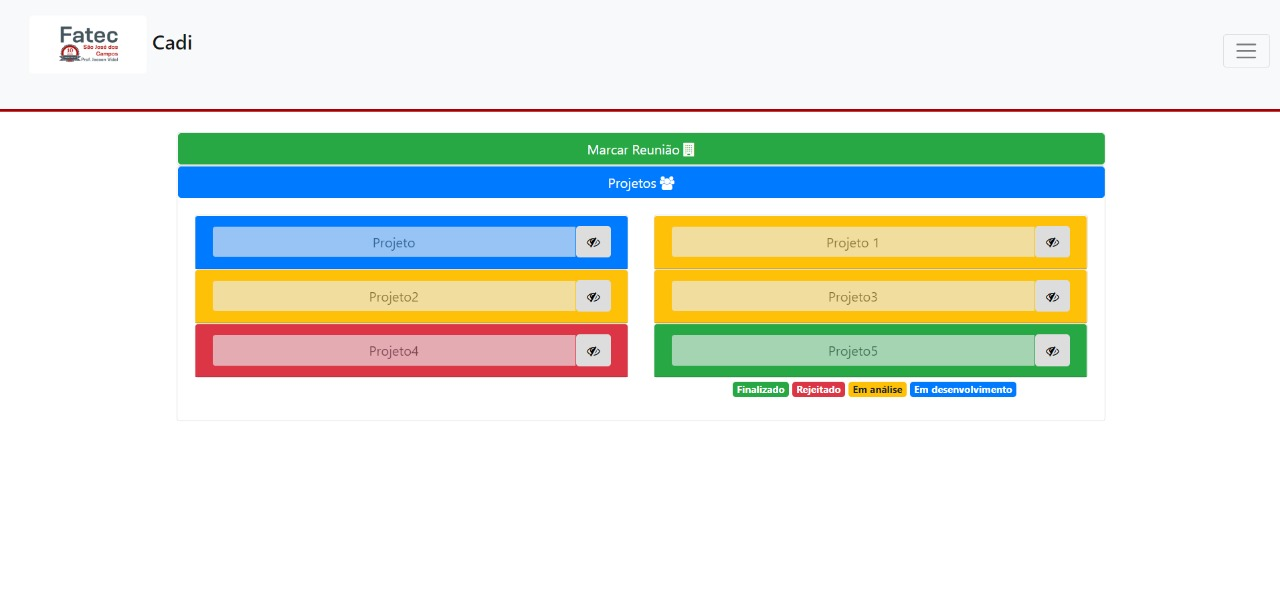 Fatec
São José dos
Campos
Prof. Jessen Vidal
Cadi
Marcar Reunião
Projetos
Projeto
Projeto 1
Projeto2
Projeto3
Projeto4
Projeto5
Finalizado Rejeitado Em análise Em desenvolvimento